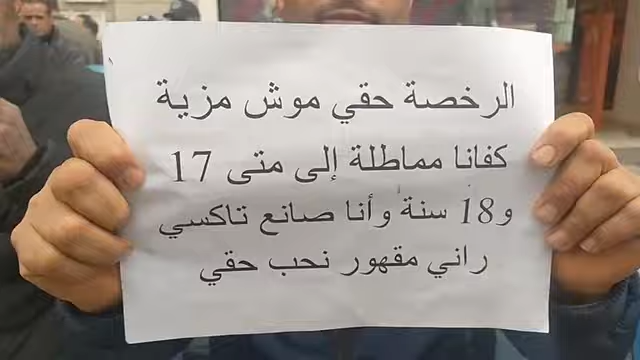 الرخصة حقي موش مزية
كفانا مماطلة إلى متى 17
و18 سنة وأنا صانع تاكسي
راني مقهور نحب حقي